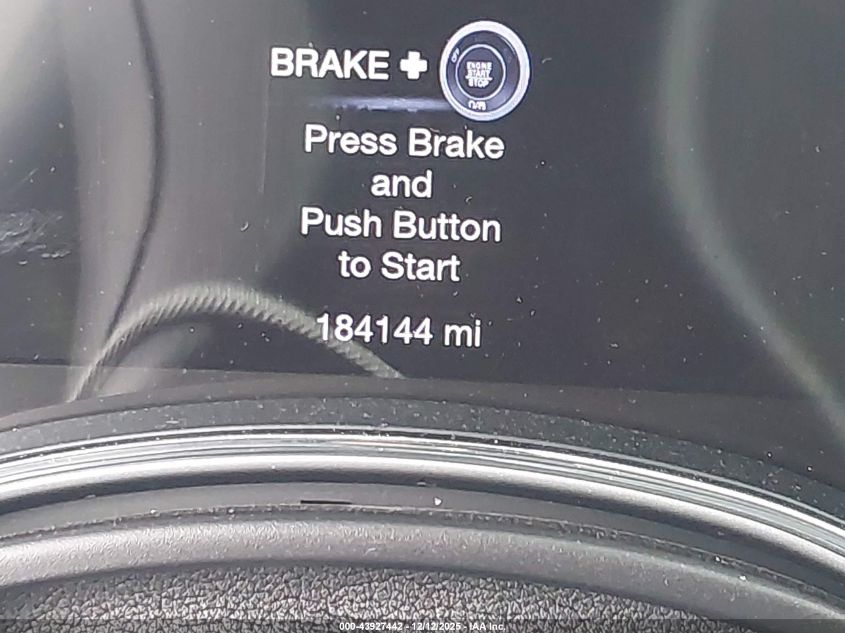 BRAKE +
OFF
ENGINE
START
STOP
Press Brake
and
Push Button
to Start
184144 mi
000-43927442 - 12/12/2025 - IAA Inc.